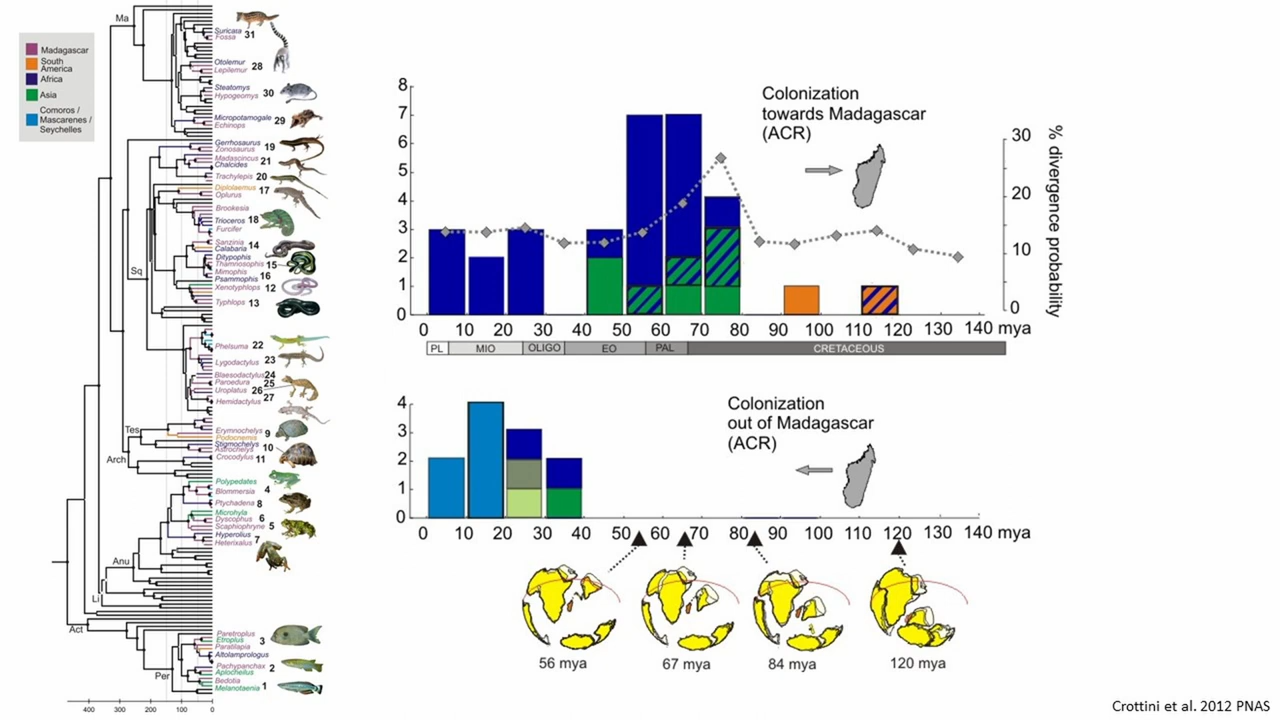 Madagascar
South
America
Africa
Asia
Comoros /
Mascarenes /
Seychelles
Ma
Suricata
Fossa
31
Otolemur
Lepilemur
28
Steatomys
Hypogeomys
30
Micropotamogale
Echinops
29
Gerrhosaurus
Zonosaurus
19
Madascincus
Chalcides
21
Trachylepis 20
Diplolaemus
Oplurus
17
Brookesia
Trioceros
Furcifer
18
Sq
Sanzinia
Calabaria
14
Ditypophis
Thamnosophis
15
Mimophis
Psammophis
16
Xenotyphlops 12
Typhlops 13
Phelsuma 22
Lygodactylus 23
Blaesodactylus 24
Paroedura 25
Uroplatus 26
Hemidactylus 27
Tes
Erymnochelys
Podocnemis
9
Stigmochelys
Astrochelys
10
Arch
Crocodylus 11
Polypedates
Blommersia 4
Ptychadena 8
Microhyla
Dyscophus 6
Scaphiophryne 5
Hyperolius
Heterixalus
7
Anu
Li
Act
Paretroplus
Etroplus
Paratilapia
3
Altolamprologus
Pachypanchax
Aplocheilus
2
Per
Bedotia
Melanotaenia
1
400 300 200 100 0
8
7
6
5
4
3
2
1
0
Colonization
towards Madagascar
(ACR)
30
20
10
0
% divergence probability
0 10 20 30 40 50 60 70 80 90 100 110 120 130 140 mya
PL MIO OLIGO EO PAL CRETACEOUS
4
3
2
1
0
Colonization
out of Madagascar
(ACR)
0 10 20 30 40 50 60 70 80 90 100 110 120 130 140 mya
56 mya 67 mya 84 mya 120 mya
Crottini et al. 2012 PNAS